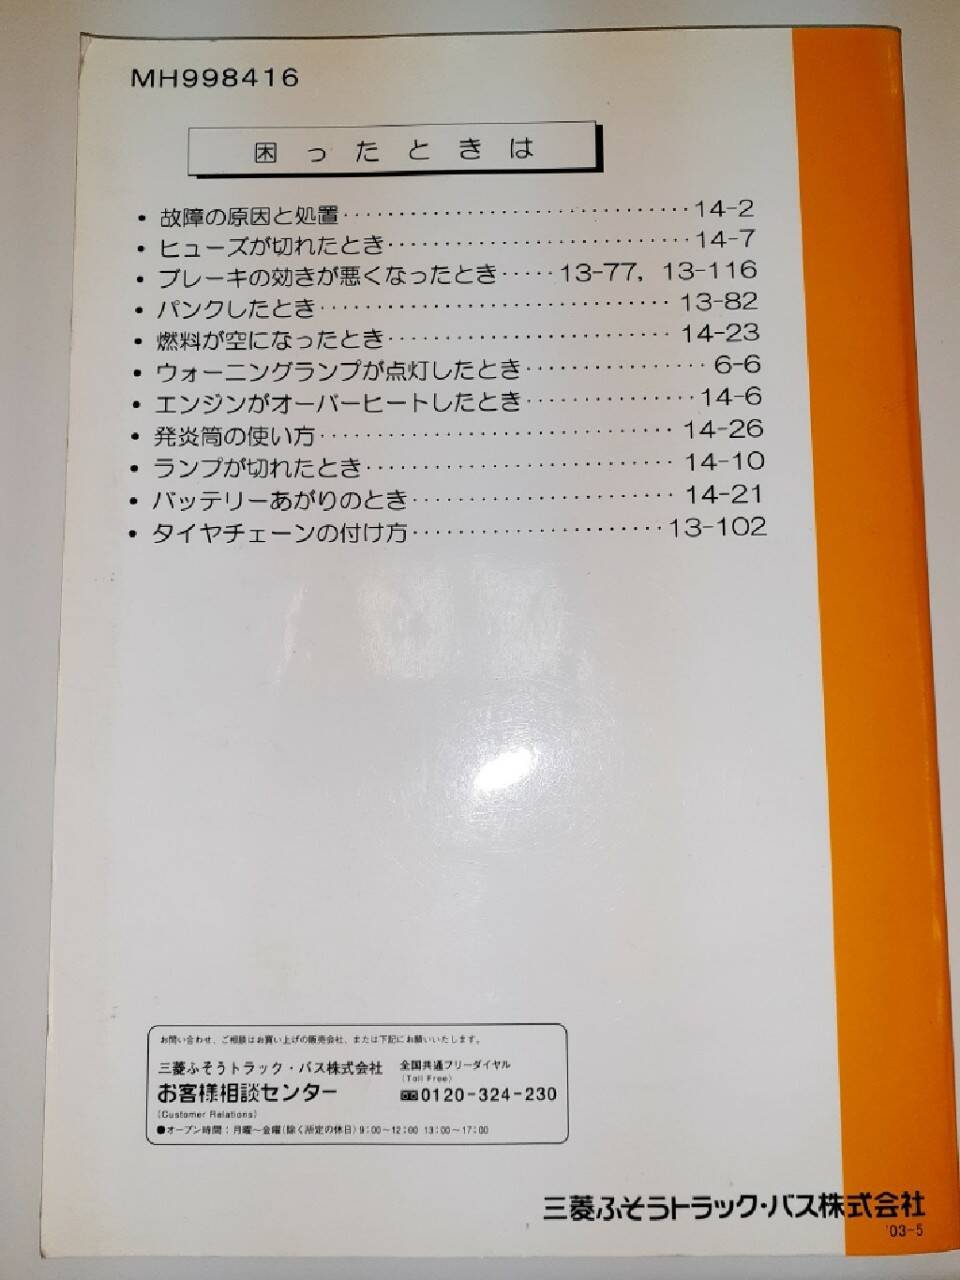 MH998416
困ったときは
• 故障の原因と処置······························14-2
• ヒューズが切れたとき··························14-7
• ブレーキの効きが悪くなったとき·····13-77, 13-116
• パンクしたとき································13-82
• 燃料が空になったとき··························14-23
• ウォーニングランプが点灯したとき·················6-6
• エンジンがオーバーヒートしたとき················14-6
• 発炎筒の使い方································14-26
• ランプが切れたとき····························14-10
• バッテリーあがりのとき························14-21
• タイヤチェーンの付け方·······················13-102
お問い合わせ、ご相談はお買い上げの販売会社、または下記にお願いいたします。
三菱ふそうトラック・バス株式会社 全国共通フリーダイヤル
(Toll Free)
お客様相談センター 0120-324-230
(Customer Relations)
●オープン時間:月曜~金曜(除く所定の休日)9:00~12:00 13:00~17:00
三菱ふそうトラック・バス株式会社
'03-5